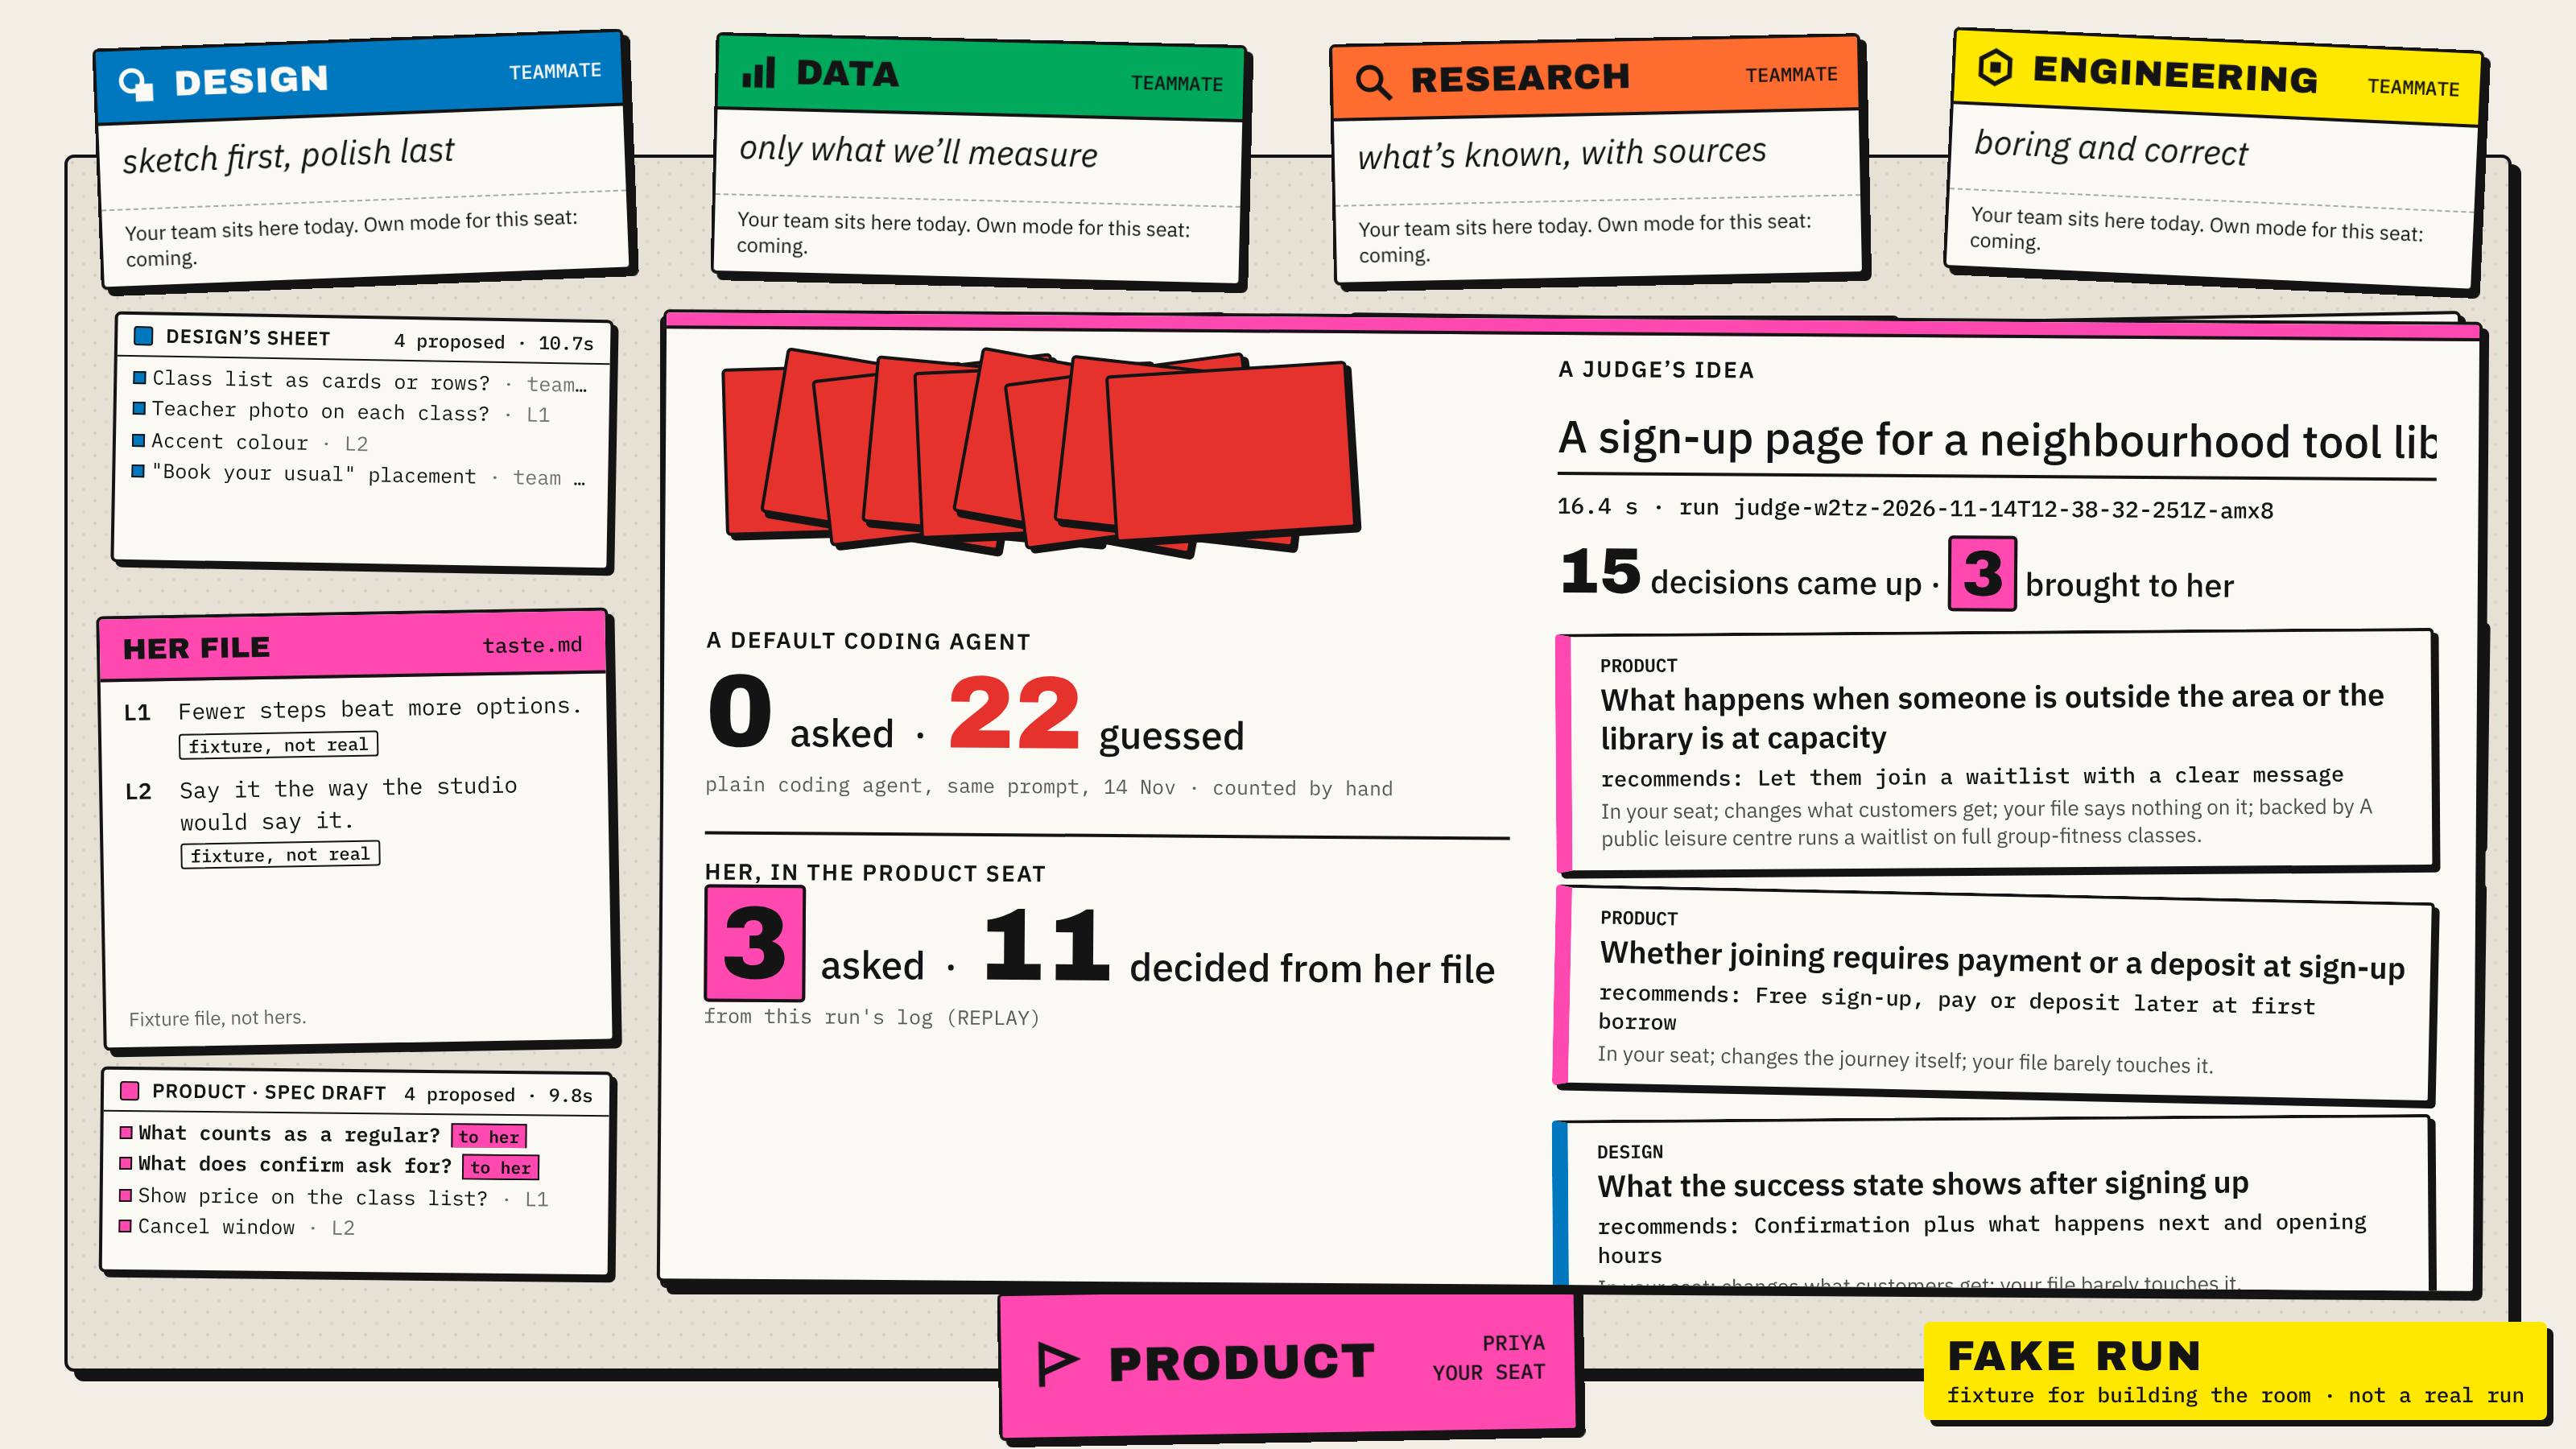 DESIGN
TEAMMATE
sketch first, polish last
Your team sits here today. Own mode for this seat:
coming.
DATA
TEAMMATE
only what we’ll measure
Your team sits here today. Own mode for this seat:
coming.
RESEARCH
TEAMMATE
what’s known, with sources
Your team sits here today. Own mode for this seat:
coming.
ENGINEERING
TEAMMATE
boring and correct
Your team sits here today. Own mode for this seat:
coming.
DESIGN’S SHEET
4 proposed · 10.7s
Class list as cards or rows? · team…
Teacher photo on each class? · L1
Accent colour · L2
"Book your usual" placement · team …
HER FILE
taste.md
L1 Fewer steps beat more options.
fixture, not real
L2 Say it the way the studio
would say it.
fixture, not real
Fixture file, not hers.
PRODUCT · SPEC DRAFT
4 proposed · 9.8s
What counts as a regular? to her
What does confirm ask for? to her
Show price on the class list? · L1
Cancel window · L2
A DEFAULT CODING AGENT
0 asked · 22 guessed
plain coding agent, same prompt, 14 Nov · counted by hand
HER, IN THE PRODUCT SEAT
3 asked · 11 decided from her file
from this run's log (REPLAY)
A JUDGE’S IDEA
A sign-up page for a neighbourhood tool lib
16.4 s · run judge-w2tz-2026-11-14T12-38-32-251Z-amx8
15 decisions came up · 3 brought to her
PRODUCT
What happens when someone is outside the area or the
library is at capacity
recommends: Let them join a waitlist with a clear message
In your seat; changes what customers get; your file says nothing on it; backed by A
public leisure centre runs a waitlist on full group-fitness classes.
PRODUCT
Whether joining requires payment or a deposit at sign-up
recommends: Free sign-up, pay or deposit later at first
borrow
In your seat; changes the journey itself; your file barely touches it.
DESIGN
What the success state shows after signing up
recommends: Confirmation plus what happens next and opening
hours
In your seat; changes what customers get; your file barely touches it.
PRODUCT
PRIYA
YOUR SEAT
FAKE RUN
fixture for building the room · not a real run